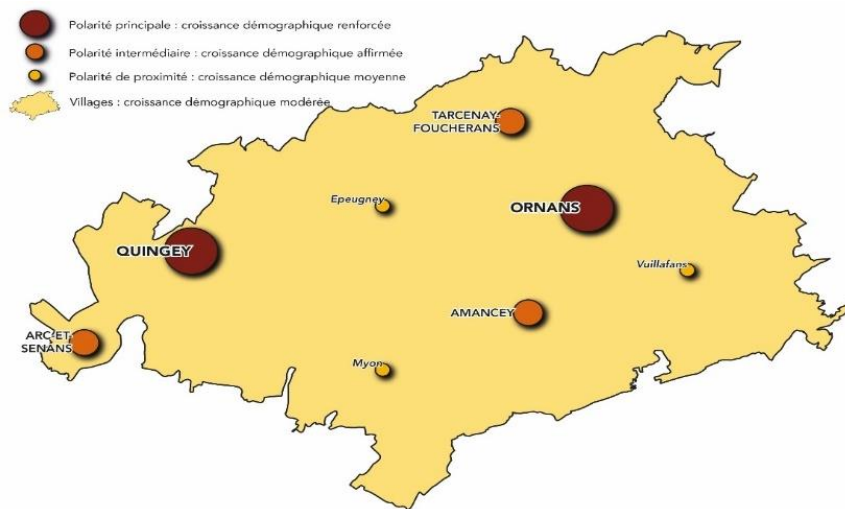 Polarité principale : croissance démographique renforcée
Polarité intermédiaire : croissance démographique affirmée
Polarité de proximité : croissance démographique moyenne
Villages : croissance démographique modérée
TARCENAY-
FOUCHERANS
Epeugney
ORNANS
QUINGEY
Vuillafans
AMANCEY
ARC-ET-
SENANS
Myon